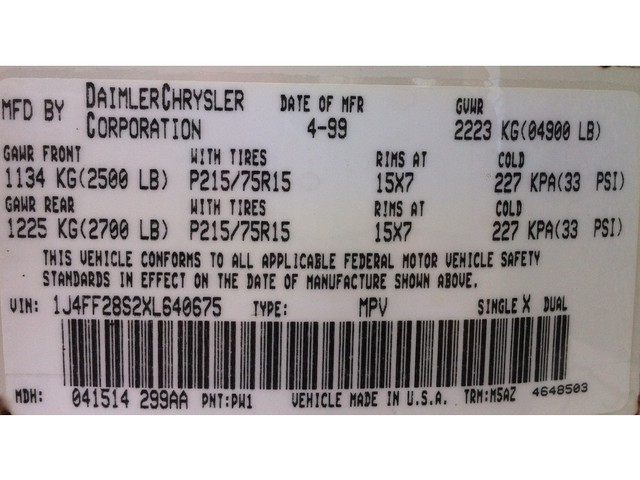 MFD BY DAIMLERCHRYSLER CORPORATION DATE OF MFR 4-99 GVWR 2223 KG(04900 LB)
GAWR FRONT WITH TIRES RIMS AT COLD
1134 KG(2500 LB) P215/75R15 15X7 227 KPA(33 PSI)
GAWR REAR WITH TIRES RIMS AT COLD
1225 KG(2700 LB) P215/75R15 15X7 227 KPA(33 PSI)
THIS VEHICLE CONFORMS TO ALL APPLICABLE FEDERAL MOTOR VEHICLE SAFETY
STANDARDS IN EFFECT ON THE DATE OF MANUFACTURE SHOWN ABOVE.
VIN: 1J4FF28S2XL640675 TYPE: MPV SINGLE X DUAL
MDH: 041514 299AA PNT:PW1 VEHICLE MADE IN U.S.A. TRM:M5AZ 4648503